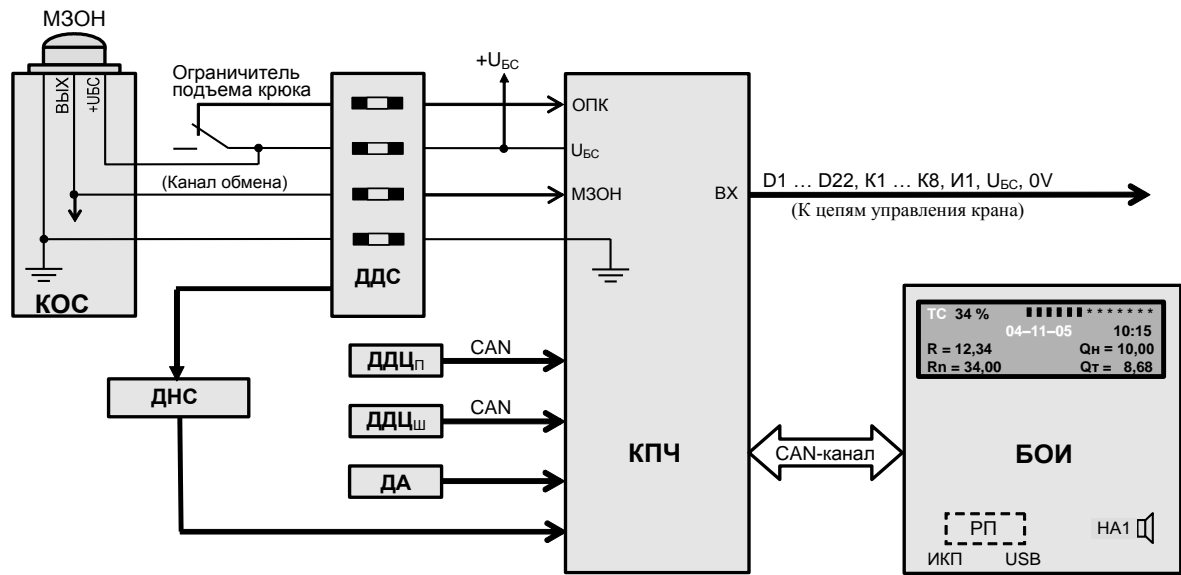 МЗОН
ВЫХ
+UБС
КОС
Ограничитель
подъема крюка
(Канал обмена)
ДДС
+UБС
ОПК
UБС
МЗОН
ВХ
D1 ... D22, К1 ... К8, И1, UБС, 0V
(К цепям управления крана)
ДНС
ДДЦП
CAN
ДДЦШ
CAN
ДА
КПЧ
CAN-канал
ТС 34 % ▮▮▮▮▮▮*******
04–11–05 10:15
R = 12,34 Qн = 10,00
Rп = 34,00 Qт = 8,68
БОИ
РП
НА1
ИКП USB